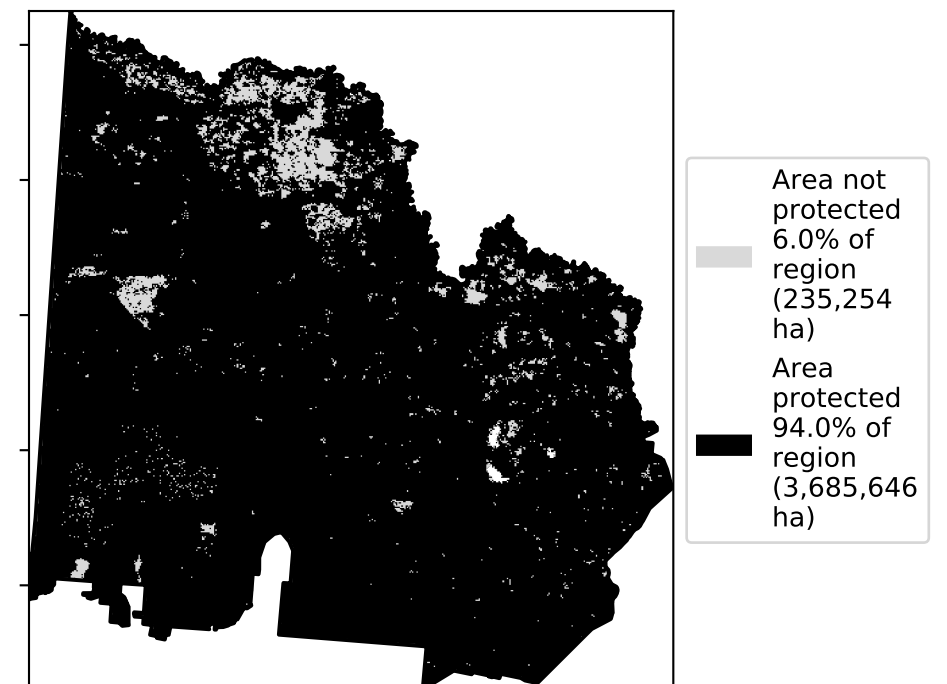 Area not
protected
6.0% of
region
(235,254
ha)
Area
protected
94.0% of
region
(3,685,646
ha)